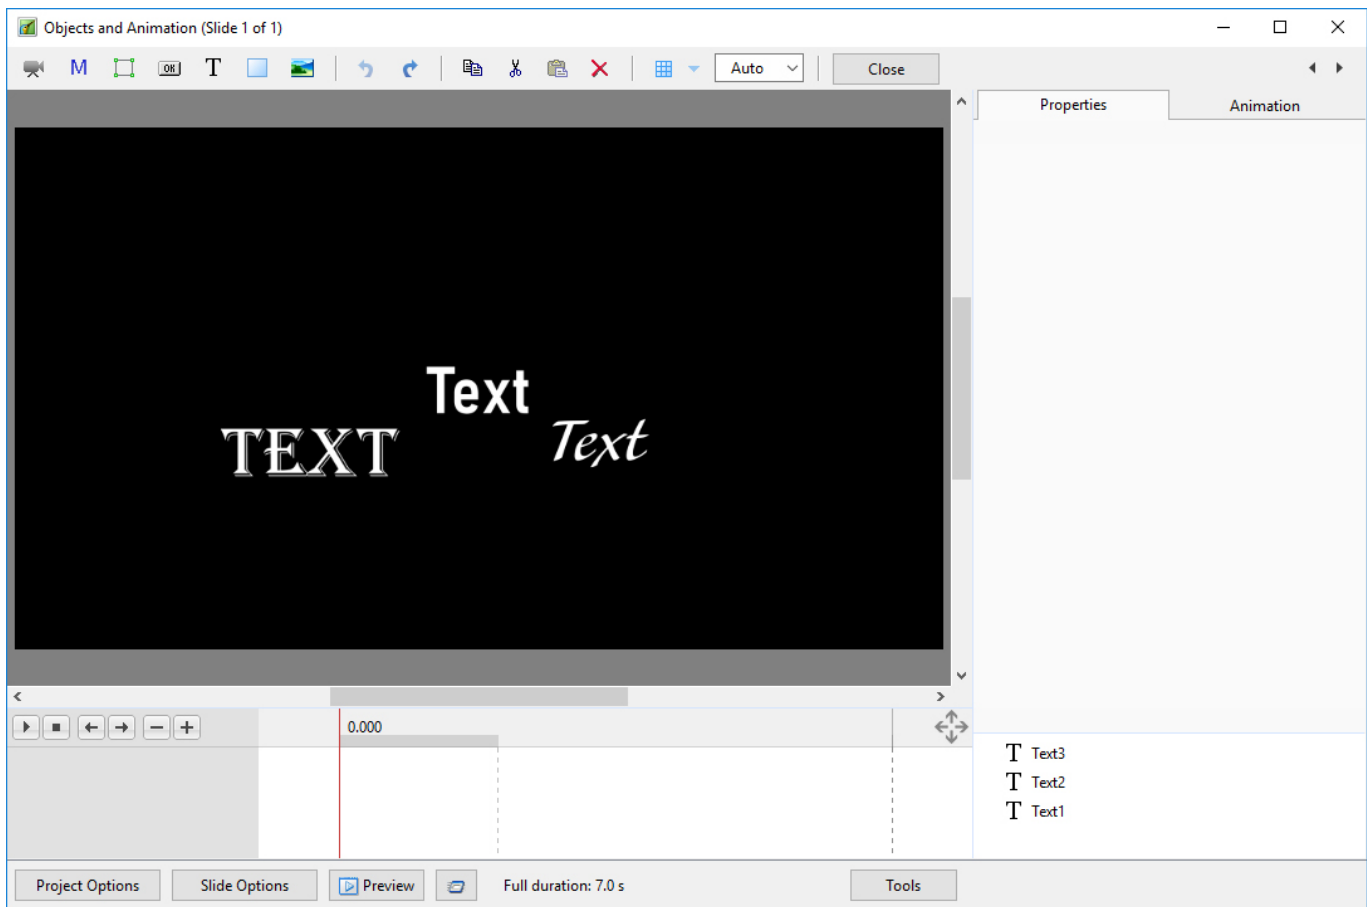 Objects and Animation (Slide 1 of 1)
M OK T Auto Close
Properties Animation
Text
TEXT
Text
0.000
T Text3
T Text2
T Text1
Project Options Slide Options Preview Full duration: 7.0 s Tools